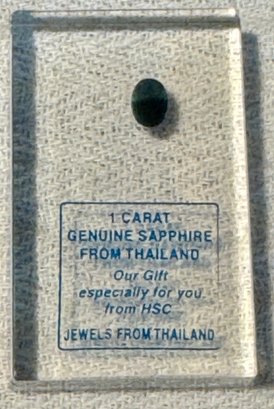 1 CARAT
GENUINE SAPPHIRE
FROM THAILAND
Our Gift
especially for you
from HSC
JEWELS FROM THAILAND